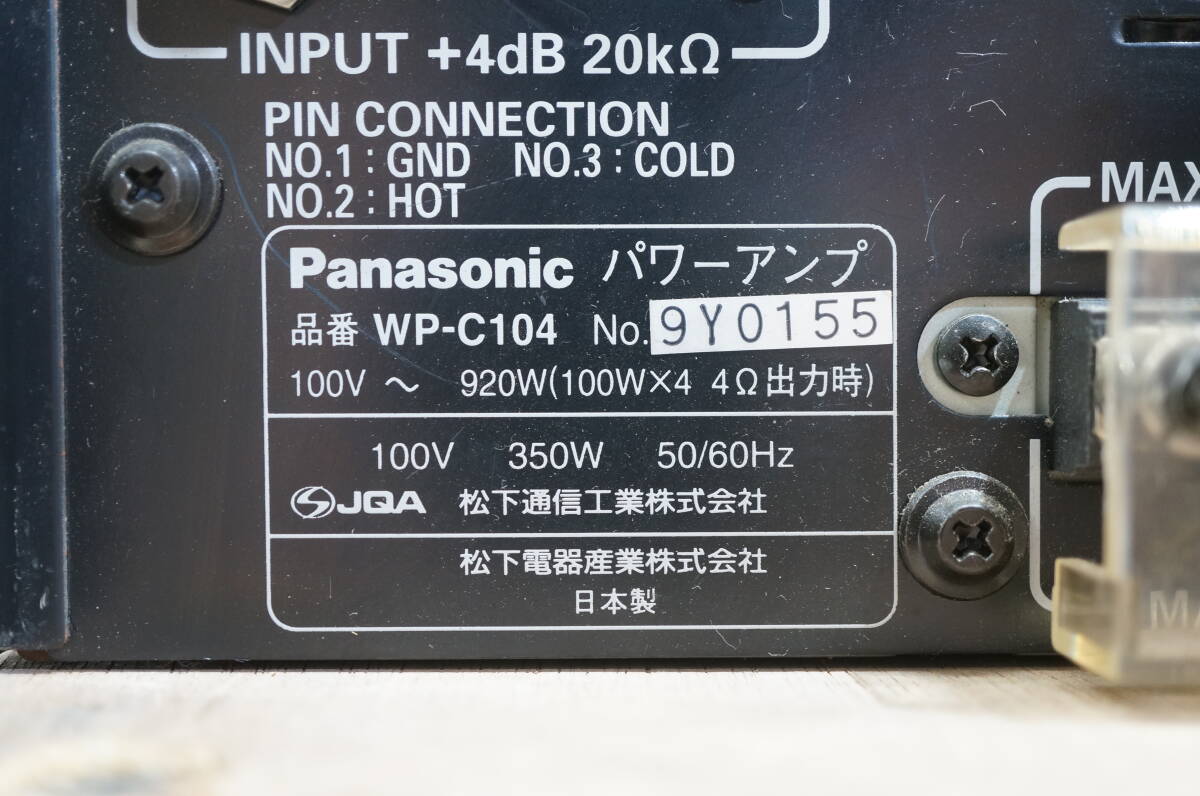 INPUT +4dB 20kΩ
PIN CONNECTION
NO.1 : GND NO.3 : COLD
NO.2 : HOT
Panasonic パワーアンプ
品番 WP-C104 No. 9Y0155
100V ～ 920W(100W×4 4Ω出力時)
100V 350W 50/60Hz
JQA 松下通信工業株式会社
松下電器産業株式会社
日本製
MAX